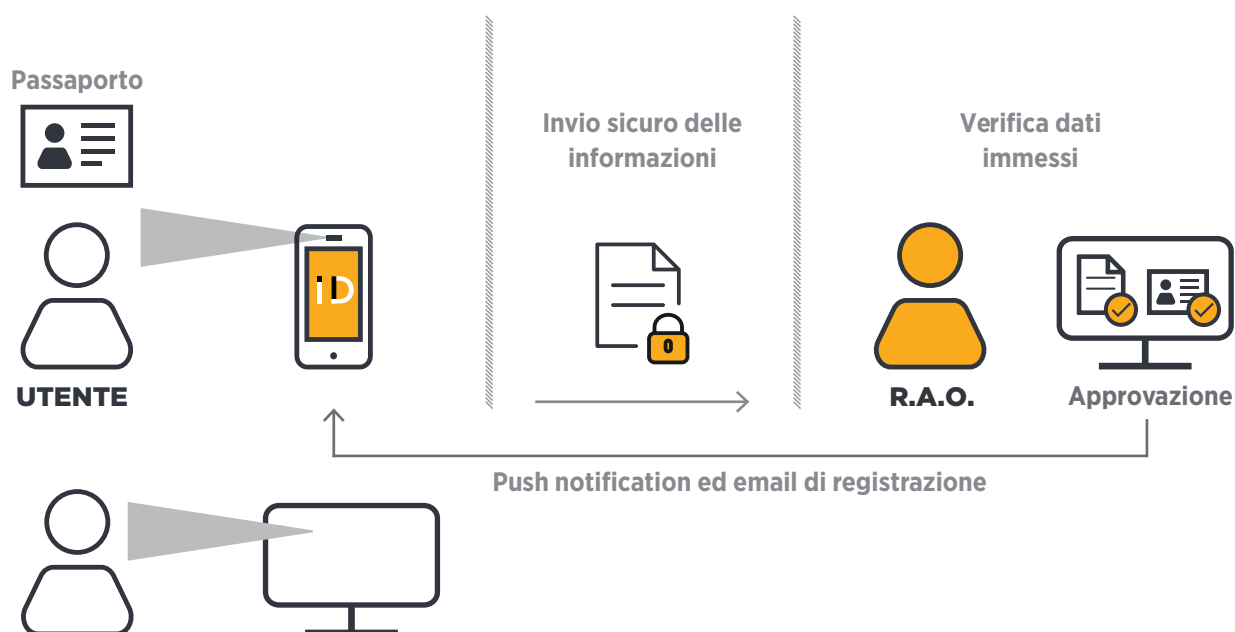 Passaporto
Invio sicuro delle
informazioni
Verifica dati
immessi
iD
UTENTE
R.A.O.
Approvazione
Push notification ed email di registrazione